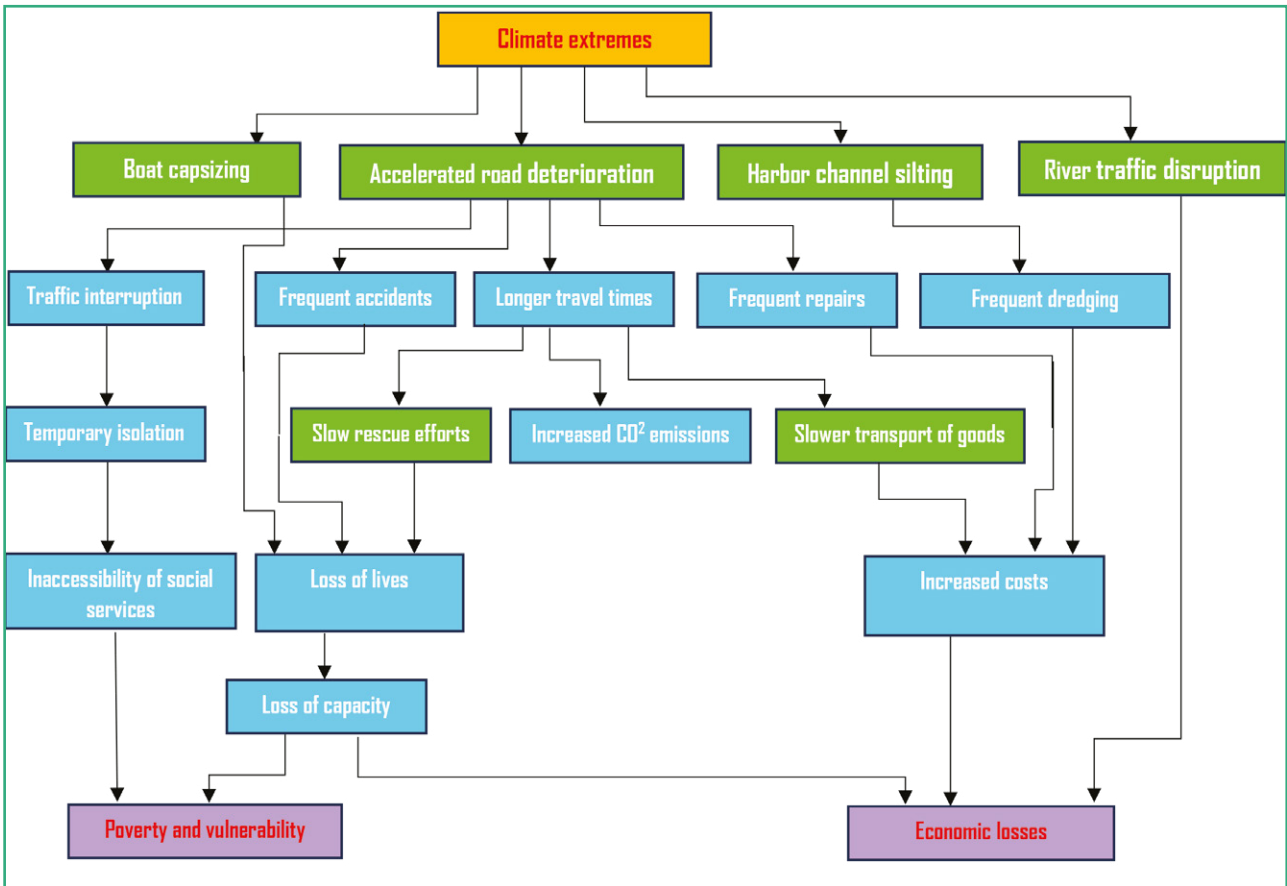 Climate extremes
Boat capsizing
Accelerated road deterioration
Harbor channel silting
River traffic disruption
Traffic interruption
Frequent accidents
Longer travel times
Frequent repairs
Frequent dredging
Temporary isolation
Slow rescue efforts
Increased CO² emissions
Slower transport of goods
Inaccessibility of social
services
Loss of lives
Increased costs
Loss of capacity
Poverty and vulnerability
Economic losses